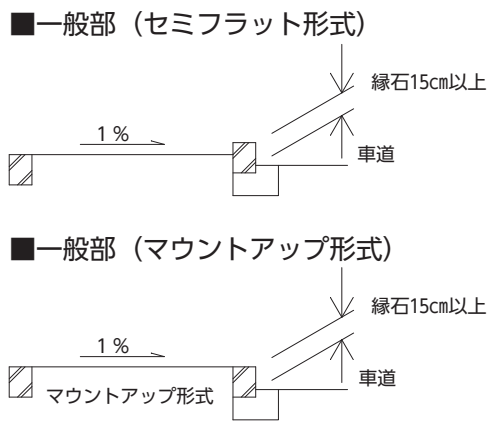 ■一般部（セミフラット形式）
縁石15㎝以上
1％
車道
■一般部（マウントアップ形式）
縁石15㎝以上
1％
車道
マウントアップ形式